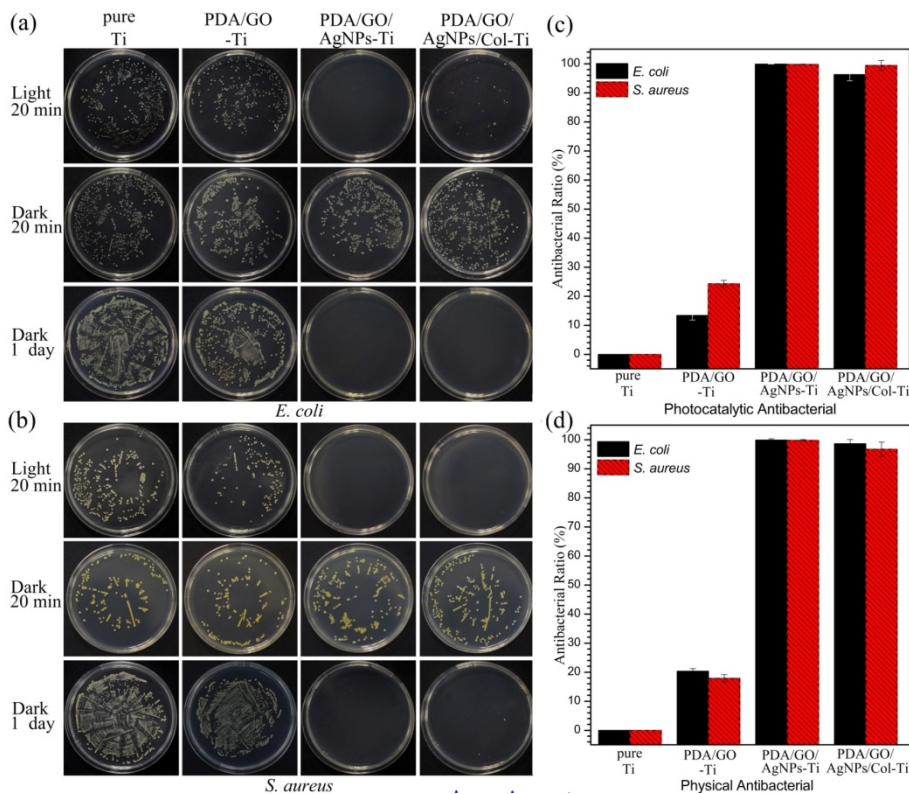 (a)
pure
Ti
PDA/GO
-Ti
PDA/GO/
AgNPs-Ti
PDA/GO/
AgNPs/Col-Ti
Light
20 min
Dark
20 min
Dark
1 day
E. coli
(b)
Light
20 min
Dark
20 min
Dark
1 day
S. aureus
(c)
E. coli
S. aureus
Antibacterial Ratio (%)
100
90
80
70
60
50
40
30
20
10
0
pure
Ti
PDA/GO
-Ti
PDA/GO/
AgNPs-Ti
PDA/GO/
AgNPs/Col-Ti
Photocatalytic Antibacterial
(d)
E. coli
S. aureus
Antibacterial Ratio (%)
100
90
80
70
60
50
40
30
20
10
0
pure
Ti
PDA/GO
-Ti
PDA/GO/
AgNPs-Ti
PDA/GO/
AgNPs/Col-Ti
Physical Antibacterial